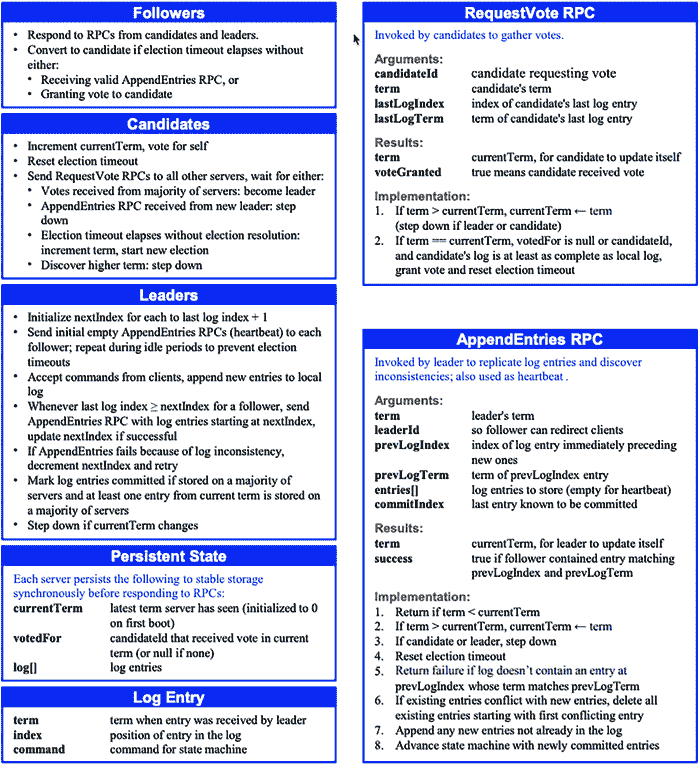 Followers
• Respond to RPCs from candidates and leaders.
• Convert to candidate if election timeout elapses without
either:
• Receiving valid AppendEntries RPC, or
• Granting vote to candidate
Candidates
• Increment currentTerm, vote for self
• Reset election timeout
• Send RequestVote RPCs to all other servers, wait for either:
• Votes received from majority of servers: become leader
• AppendEntries RPC received from new leader: step
down
• Election timeout elapses without election resolution:
increment term, start new election
• Discover higher term: step down
Leaders
• Initialize nextIndex for each to last log index + 1
• Send initial empty AppendEntries RPCs (heartbeat) to each
follower; repeat during idle periods to prevent election
timeouts
• Accept commands from clients, append new entries to local
log
• Whenever last log index ≥ nextIndex for a follower, send
AppendEntries RPC with log entries starting at nextIndex,
update nextIndex if successful
• If AppendEntries fails because of log inconsistency,
decrement nextIndex and retry
• Mark log entries committed if stored on a majority of
servers and at least one entry from current term is stored on
a majority of servers
• Step down if currentTerm changes
Persistent State
Each server persists the following to stable storage
synchronously before responding to RPCs:
currentTerm latest term server has seen (initialized to 0
on first boot)
votedFor candidateId that received vote in current
term (or null if none)
log[] log entries
Log Entry
term term when entry was received by leader
index position of entry in the log
command command for state machine
RequestVote RPC
Invoked by candidates to gather votes.
Arguments:
candidateId candidate requesting vote
term candidate's term
lastLogIndex index of candidate's last log entry
lastLogTerm term of candidate's last log entry
Results:
term currentTerm, for candidate to update itself
voteGranted true means candidate received vote
Implementation:
1. If term > currentTerm, currentTerm ← term
(step down if leader or candidate)
2. If term == currentTerm, votedFor is null or candidateId,
and candidate's log is at least as complete as local log,
grant vote and reset election timeout
AppendEntries RPC
Invoked by leader to replicate log entries and discover
inconsistencies; also used as heartbeat .
Arguments:
term leader's term
leaderId so follower can redirect clients
prevLogIndex index of log entry immediately preceding
new ones
prevLogTerm term of prevLogIndex entry
entries[] log entries to store (empty for heartbeat)
commitIndex last entry known to be committed
Results:
term currentTerm, for leader to update itself
success true if follower contained entry matching
prevLogIndex and prevLogTerm
Implementation:
1. Return if term < currentTerm
2. If term > currentTerm, currentTerm ← term
3. If candidate or leader, step down
4. Reset election timeout
5. Return failure if log doesn't contain an entry at
prevLogIndex whose term matches prevLogTerm
6. If existing entries conflict with new entries, delete all
existing entries starting with first conflicting entry
7. Append any new entries not already in the log
8. Advance state machine with newly committed entries